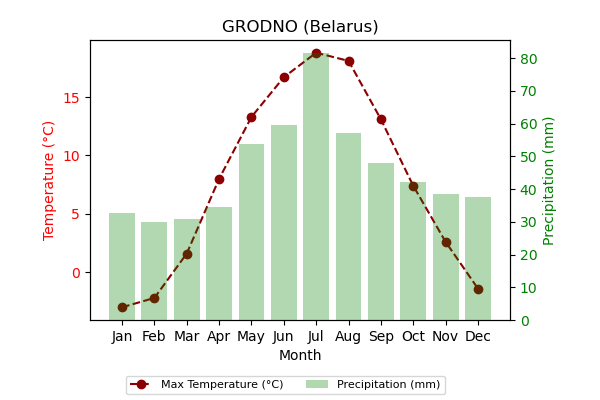 GRODNO (Belarus)
15
10
5
0
Temperature (°C)
80
70
60
50
40
30
20
10
0
Precipitation (mm)
Jan Feb Mar Apr May Jun Jul Aug Sep Oct Nov Dec
Month
Max Temperature (°C) Precipitation (mm)